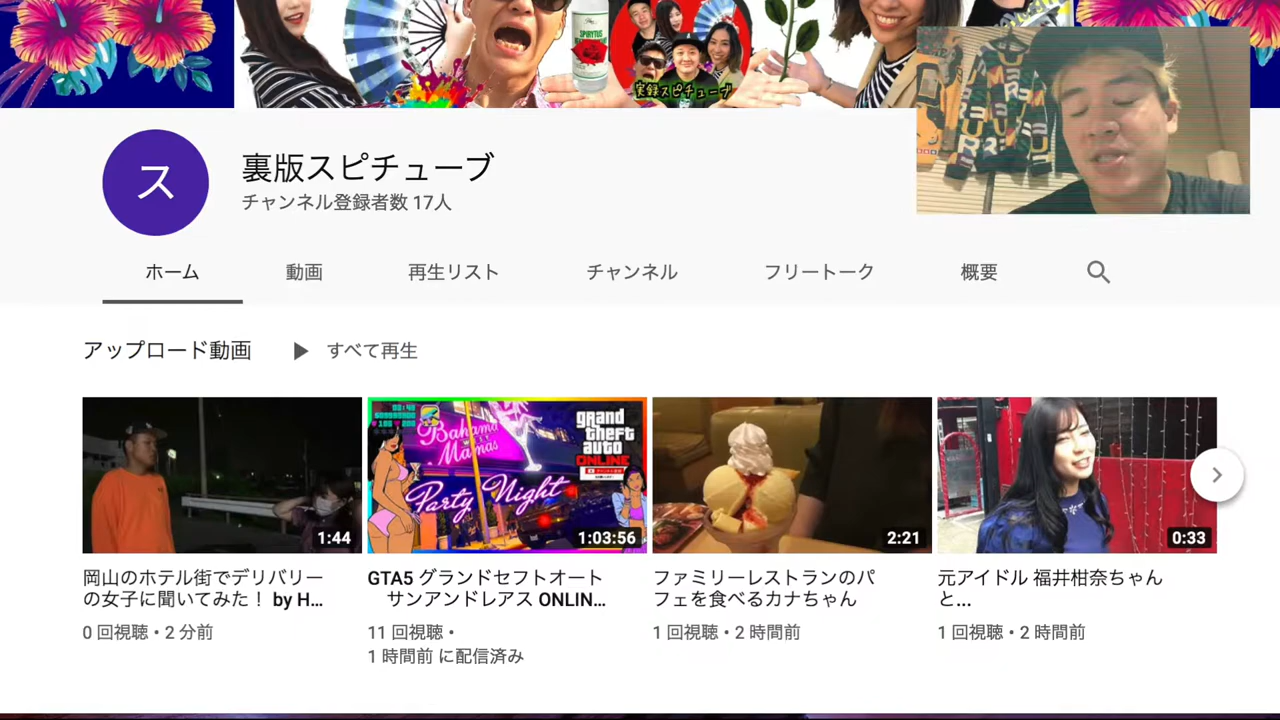 SPIRYTUS
実録スピチューブ
ス
裏版スピチューブ
チャンネル登録者数 17人
ホーム
動画
再生リスト
チャンネル
フリートーク
概要
アップロード動画
すべて再生
Bahama
Mamas
Party Night
grand
theft
auto
ONLINE
1:44
1:03:56
2:21
0:33
岡山のホテル街でデリバリー
の女子に聞いてみた！ by H...
0 回視聴・2 分前
GTA5 グランドセフトオート
サンアンドレアス ONLIN...
11 回視聴・
1 時間前 に配信済み
ファミリーレストランのパ
フェを食べるカナちゃん
1 回視聴・2 時間前
元アイドル 福井柑奈ちゃん
と...
1 回視聴・2 時間前